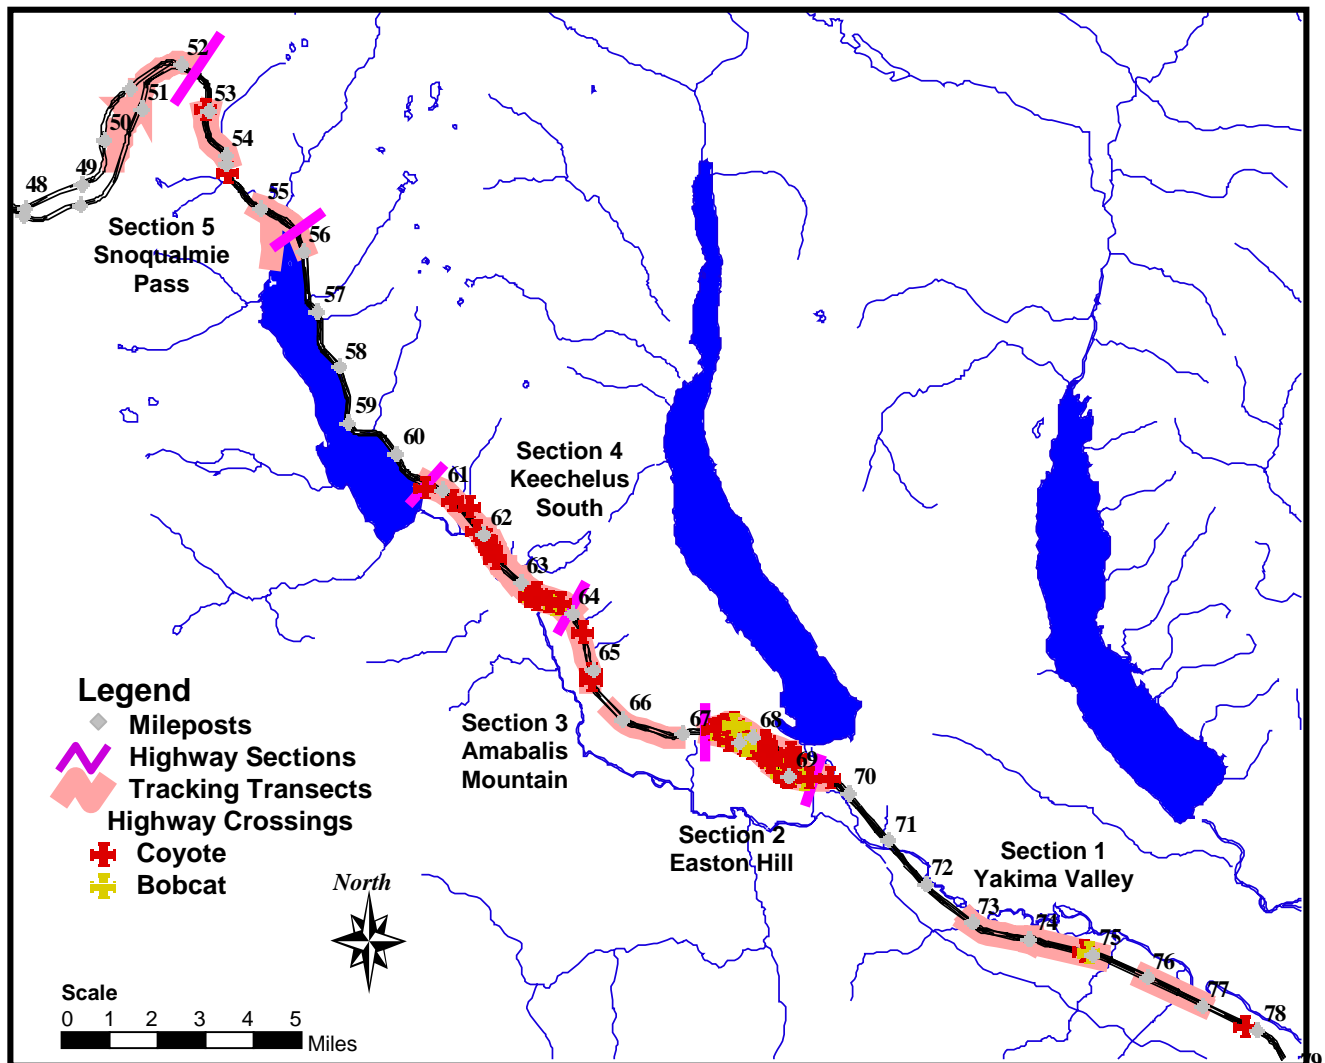 52
53
51
50
54
49
48
55
Section 5
Snoqualmie
Pass
56
57
58
59
60
Section 4
Keechelus
South
61
62
63
64
65
66
67
68
69
70
Section 3
Amabalis
Mountain
Legend
Mileposts
Highway Sections
Tracking Transects
Highway Crossings
Coyote
Bobcat
Section 2
Easton Hill
71
72
Section 1
Yakima Valley
73
74
75
76
77
78
79
North
Scale
0 1 2 3 4 5
Miles